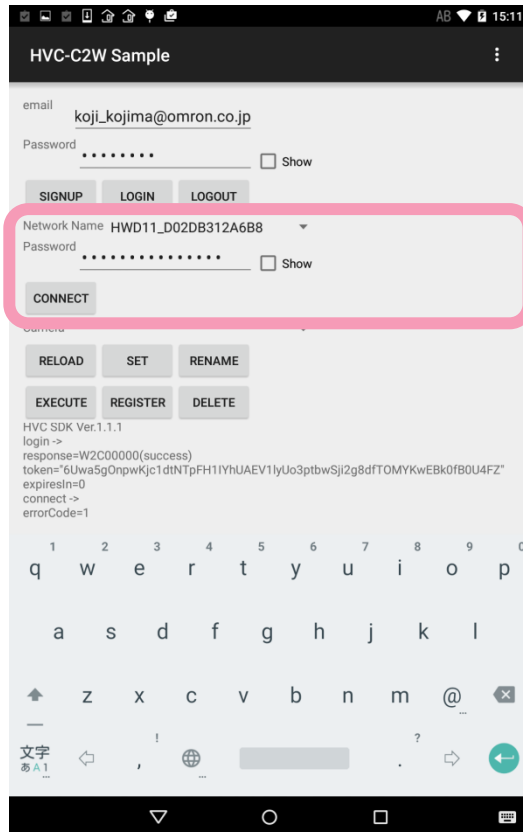 AB 15:11
HVC-C2W Sample
email
koji_kojima@omron.co.jp
Password
Show
SIGNUP LOGIN LOGOUT
Network Name HWD11_D02DB312A6B8
Password
Show
CONNECT
Camera
RELOAD SET RENAME
EXECUTE REGISTER DELETE
HVC SDK Ver.1.1.1
login ->
response=W2C00000(success)
token="6Uwa5gOnpwKjc1dtNTpFH1IYhUAEV1lyUo3ptbwSji2g8dfTOMYKwEBk0fB0U4FZ"
expiresIn=0
connect ->
errorCode=1
1 2 3 4 5 6 7 8 9 0
q w e r t y u i o p
a s d f g h j k l
z x c v b n m @
文字 , ! . ?
あA1